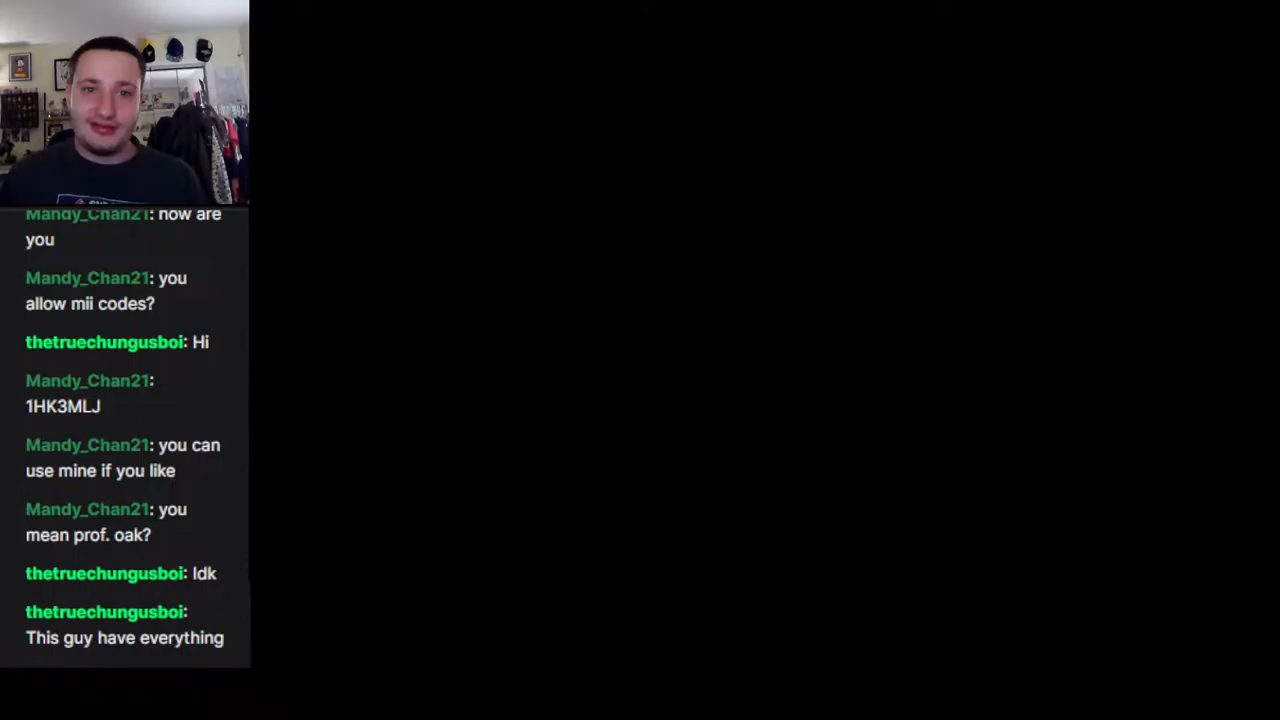 Mandy_Chan21: how are
you
Mandy_Chan21: you
allow mii codes?
thetruechungusboi: Hi
Mandy_Chan21:
1HK3MLJ
Mandy_Chan21: you can
use mine if you like
Mandy_Chan21: you
mean prof. oak?
thetruechungusboi: Idk
thetruechungusboi:
This guy have everything